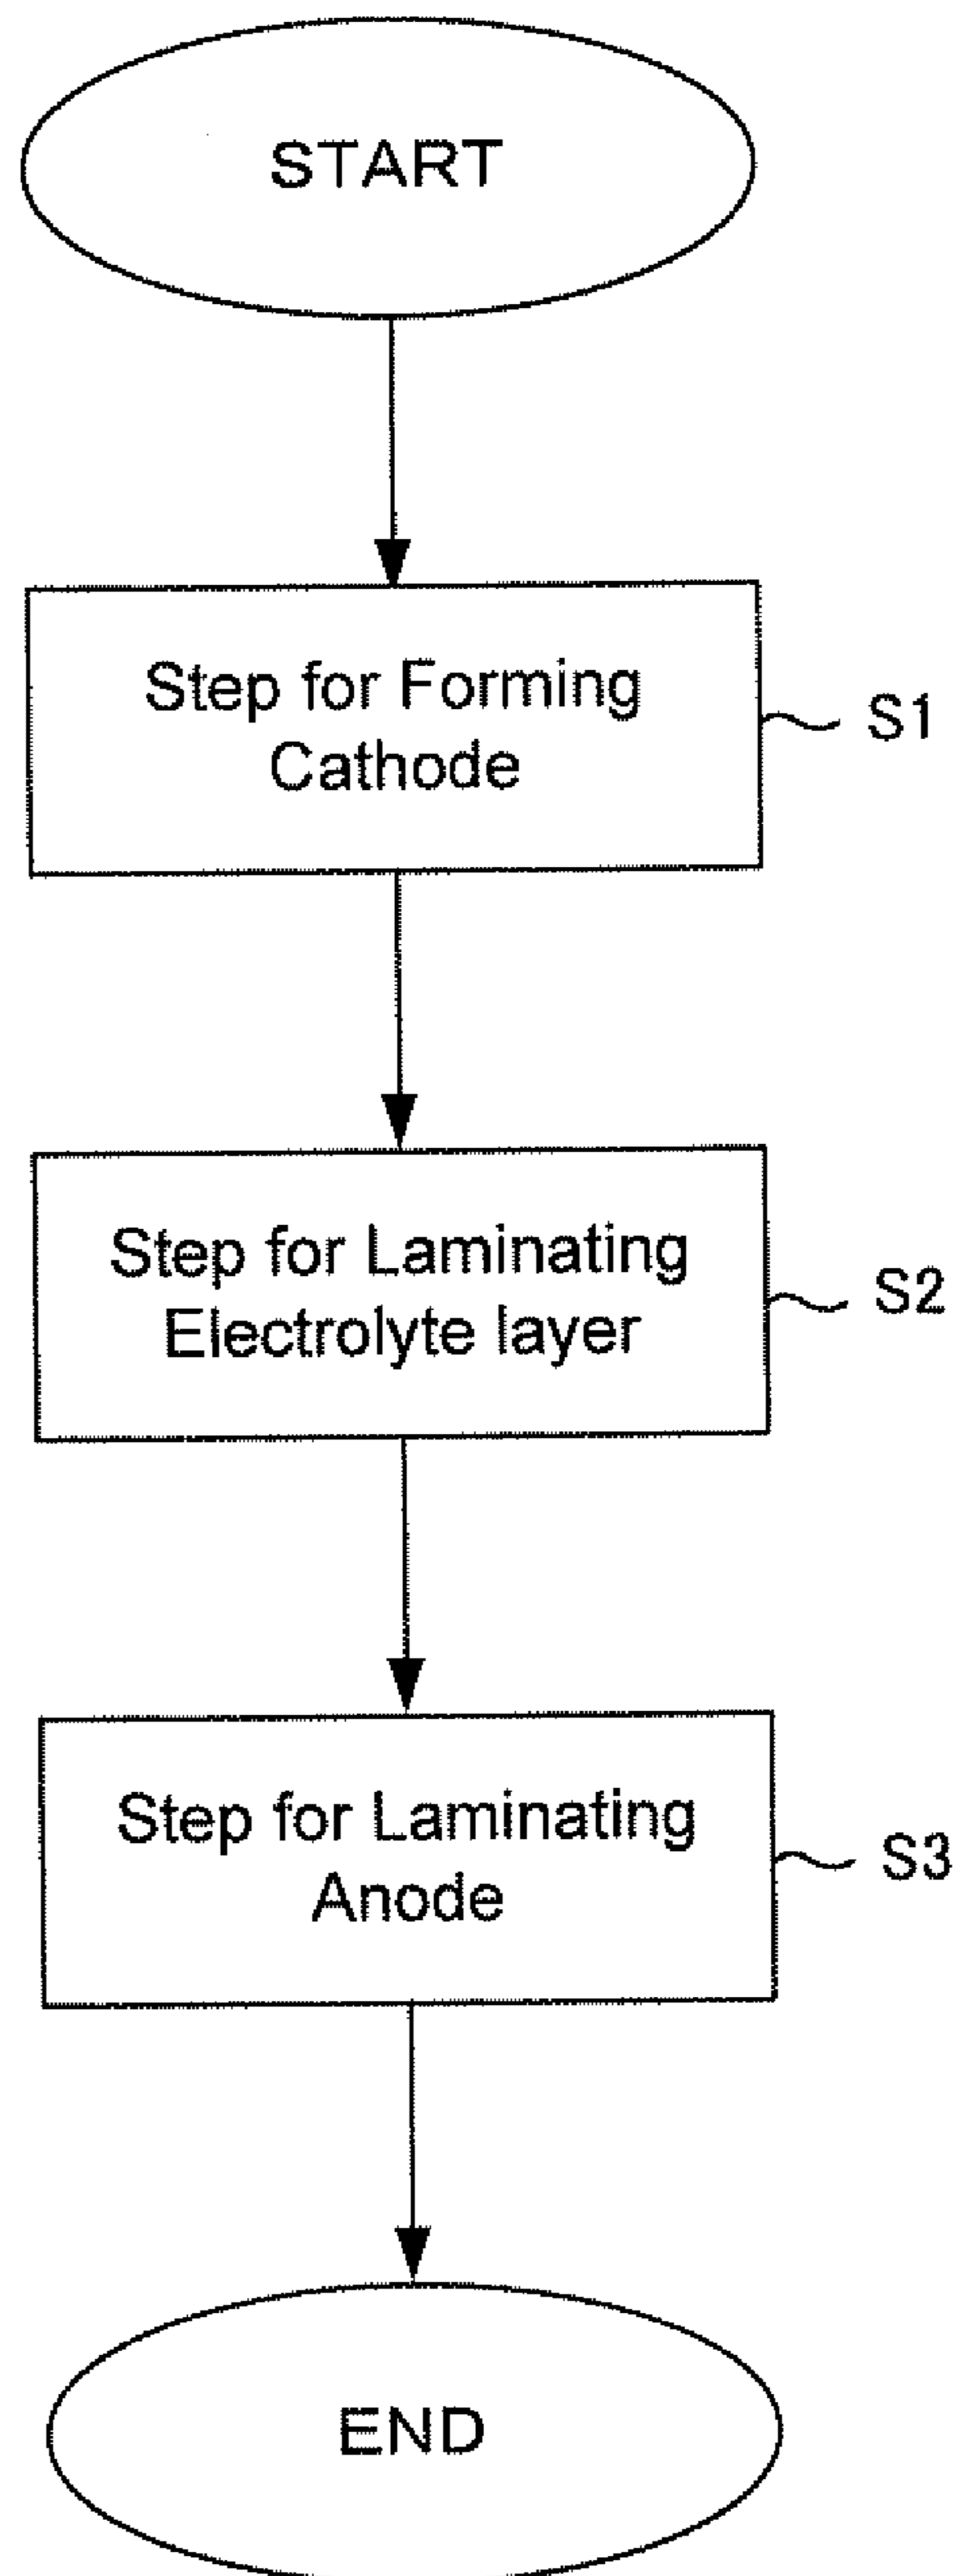 START
Step for Forming
Cathode
S1
Step for Laminating
Electrolyte layer
S2
Step for Laminating
Anode
S3
END